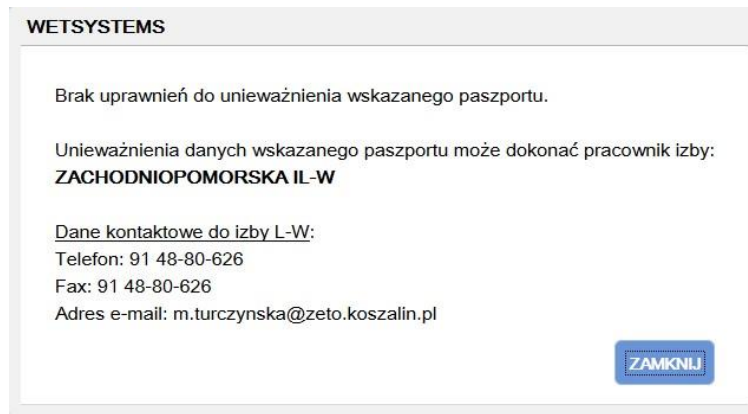 WETSYSTEMS
Brak uprawnień do unieważnienia wskazanego paszportu.
Unieważnienia danych wskazanego paszportu może dokonać pracownik izby:
ZACHODNIOPOMORSKA IL-W
Dane kontaktowe do izby L-W:
Telefon: 91 48-80-626
Fax: 91 48-80-626
Adres e-mail: m.turczynska@zeto.koszalin.pl
ZAMKNIJ